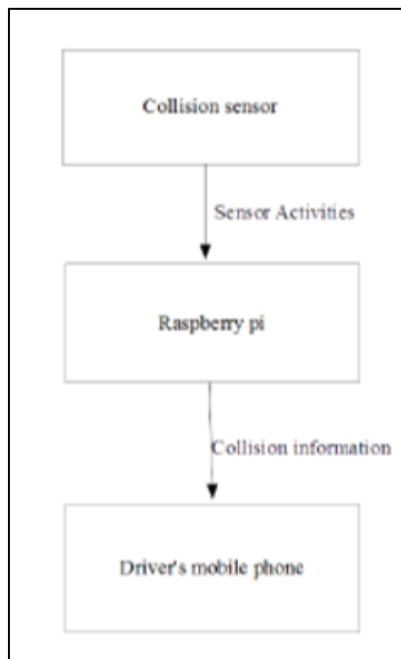 Collision sensor
Sensor Activities
Raspberry pi
Collision information
Driver's mobile phone